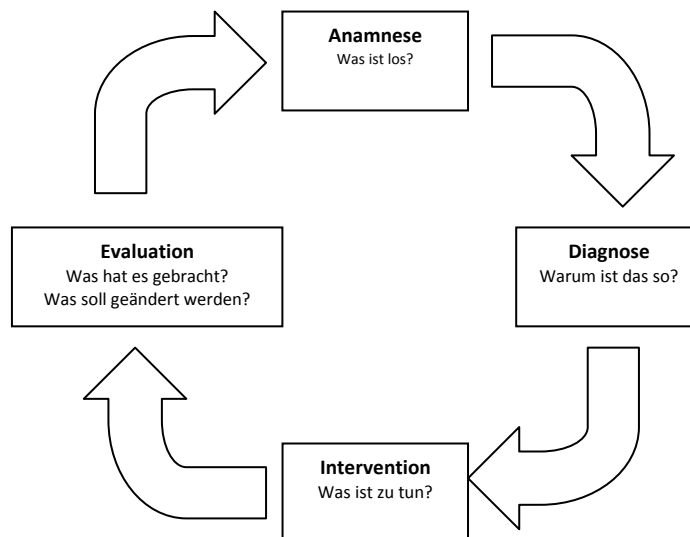 Anamnese
Was ist los?
Diagnose
Warum ist das so?
Intervention
Was ist zu tun?
Evaluation
Was hat es gebracht?
Was soll geändert werden?